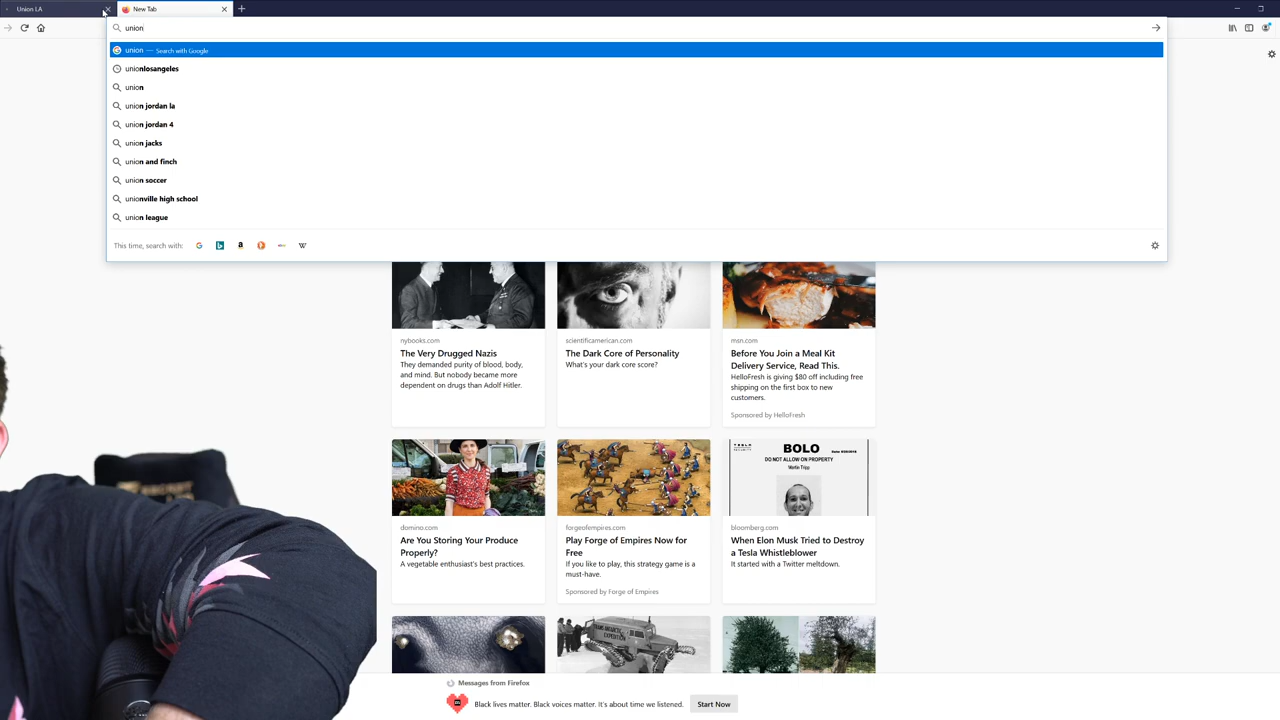 Union LA
New Tab
union
union — Search with Google
unionlosangeles
union
union jordan la
union jordan 4
union jacks
union and finch
union soccer
unionville high school
union league
This time, search with:
nybooks.com
The Very Drugged Nazis
They demanded purity of blood, body,
and mind. But nobody became more
dependent on drugs than Adolf Hitler.
scientificamerican.com
The Dark Core of Personality
What's your dark core score?
msn.com
Before You Join a Meal Kit
Delivery Service, Read This.
HelloFresh is giving $80 off including free
shipping on the first box to new
customers.
Sponsored by HelloFresh
TESLA
BOLO
DO NOT ALLOW ON PROPERTY
Martin Tripp
domino.com
Are You Storing Your Produce
Properly?
A vegetable enthusiast's best practices.
forgeofempires.com
Play Forge of Empires Now for
Free
If you like to play, this strategy game is a
must-have.
Sponsored by Forge of Empires
bloomberg.com
When Elon Musk Tried to Destroy
a Tesla Whistleblower
It started with a Twitter meltdown.
Messages from Firefox
Black lives matter. Black voices matter. It's about time we listened.
Start Now